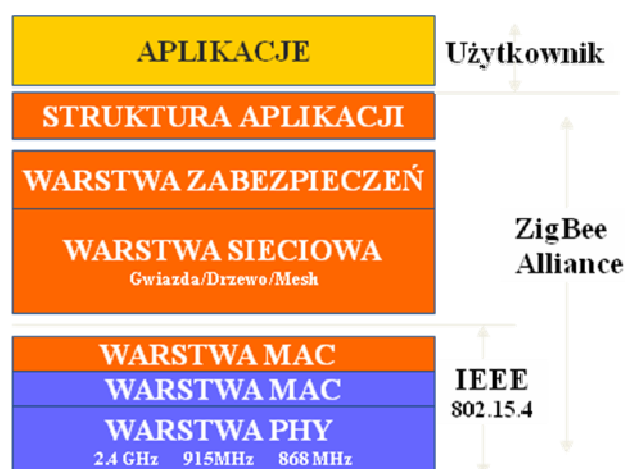 APLIKACJE
Użytkownik
STRUKTURA APLIKACJI
WARSTWA ZABEZPIECZEŃ
WARSTWA SIECIOWA
Gwiazda/Drzewo/Mesh
ZigBee
Alliance
WARSTWA MAC
WARSTWA MAC
WARSTWA PHY
2.4 GHz 915MHz 868 MHz
IEEE
802.15.4